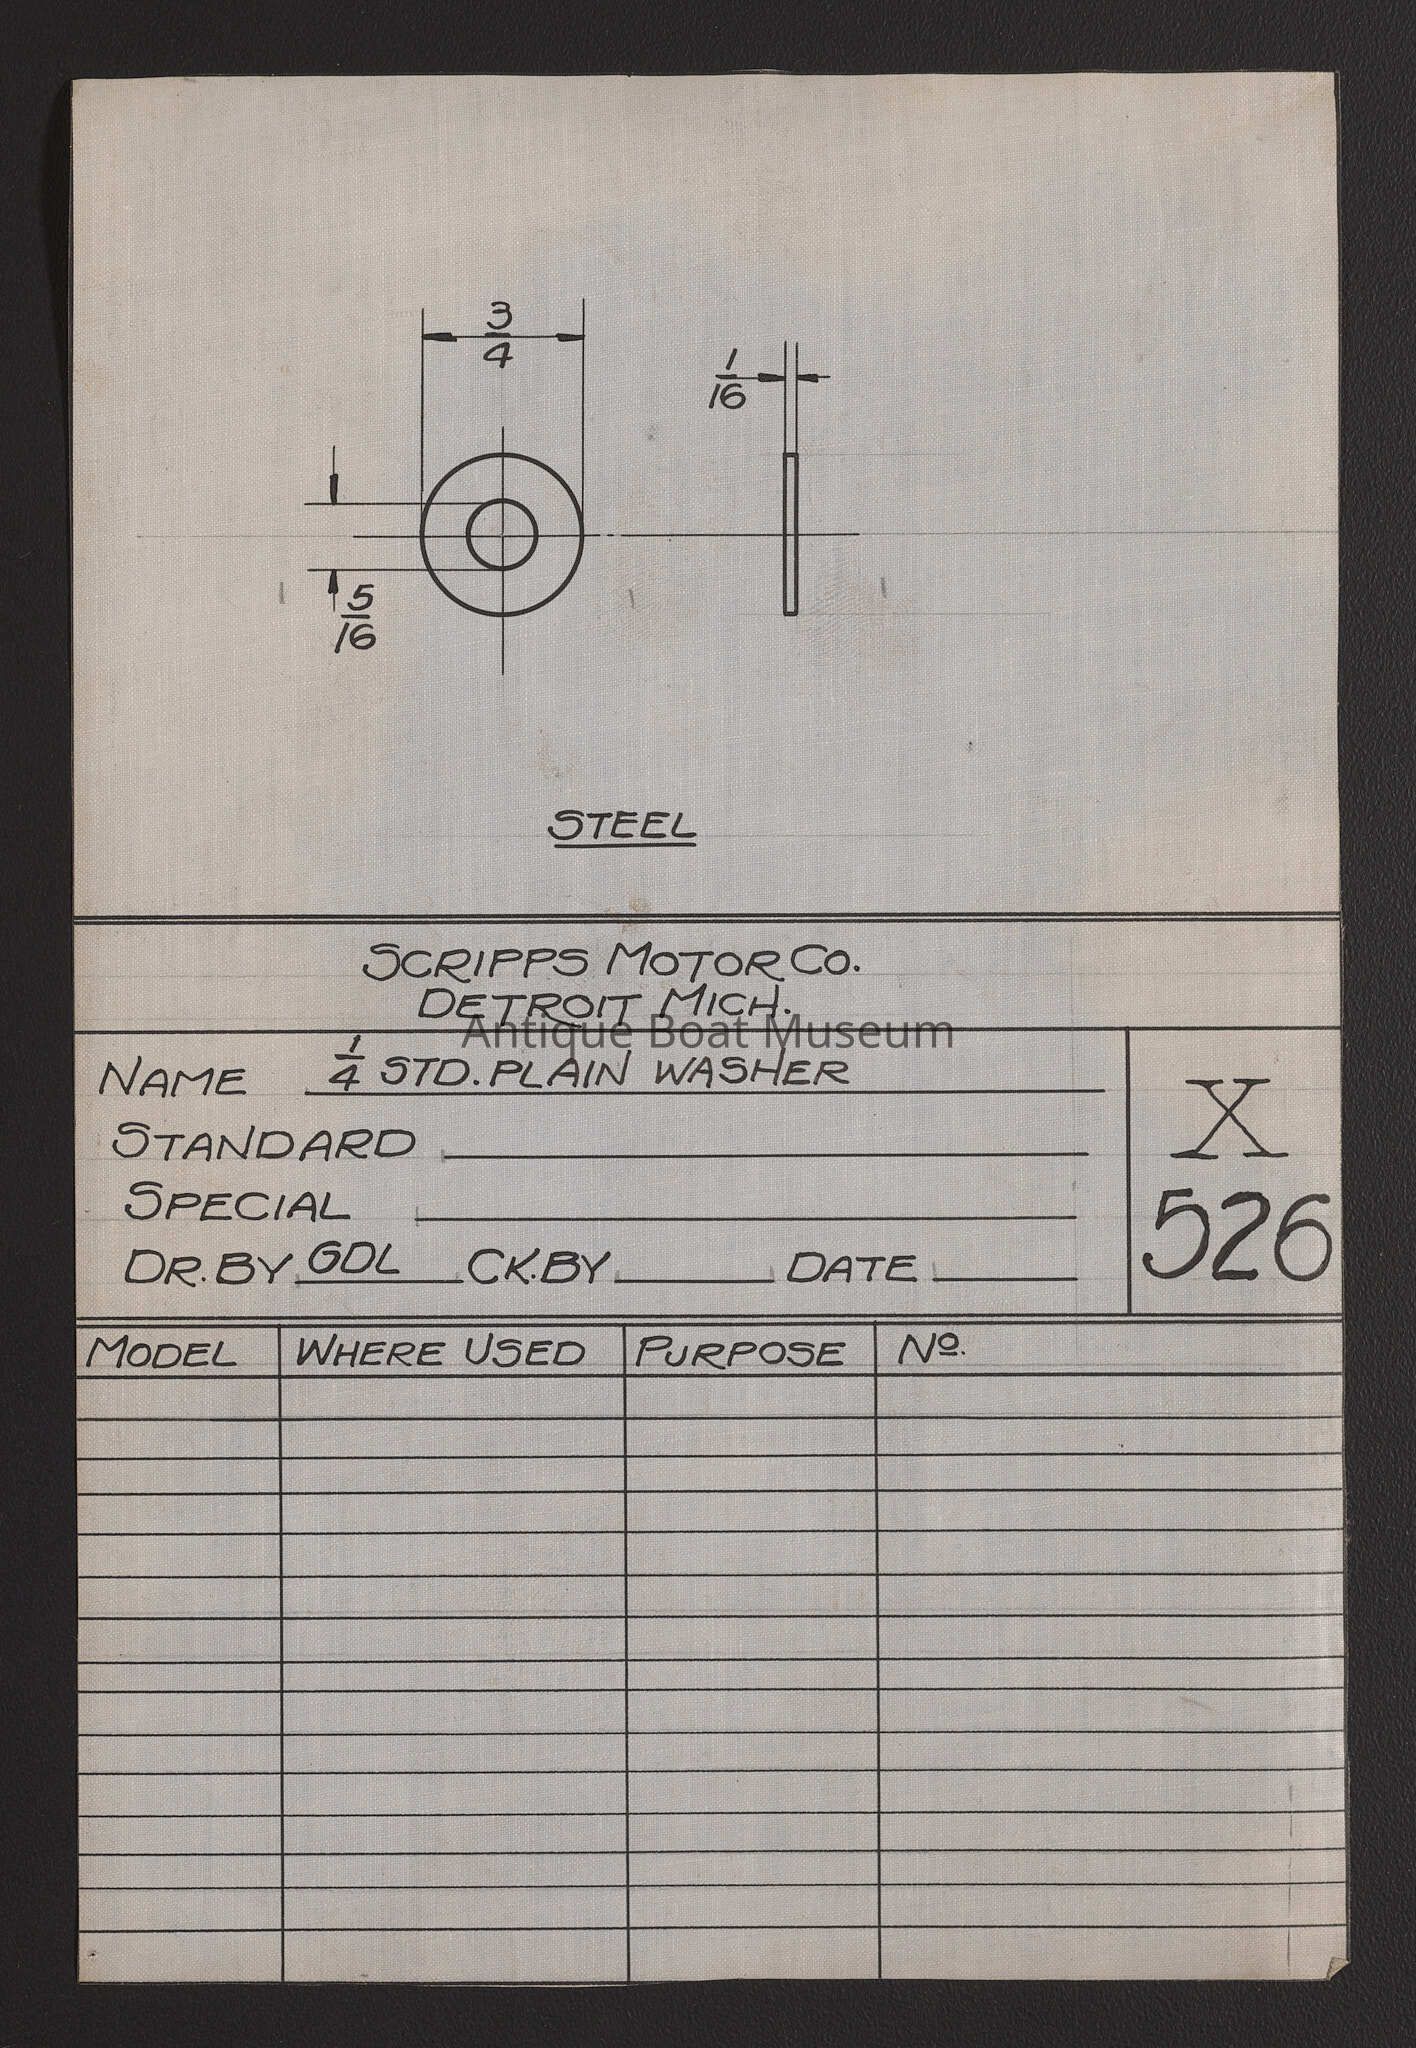 3/4
1/16
5/16
STEEL
SCRIPPS MOTOR CO.
DETROIT MICH.
Antique Boat Museum
NAME 1/4 STD. PLAIN WASHER
STANDARD
SPECIAL
DR. BY GDL CK. BY DATE
X
526
MODEL WHERE USED PURPOSE Nº.